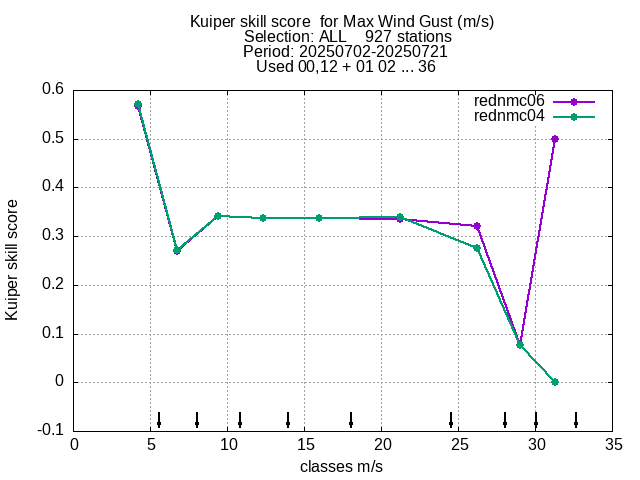 Kuiper skill score  for Max Wind Gust (m/s)
Selection: ALL    927 stations
Period: 20250702-20250721
Used 00,12 + 01 02 ... 36
rednmc06
rednmc04
0.6
0.5
0.4
0.3
0.2
0.1
0
-0.1
Kuiper skill score
0 5 10 15 20 25 30 35
classes m/s